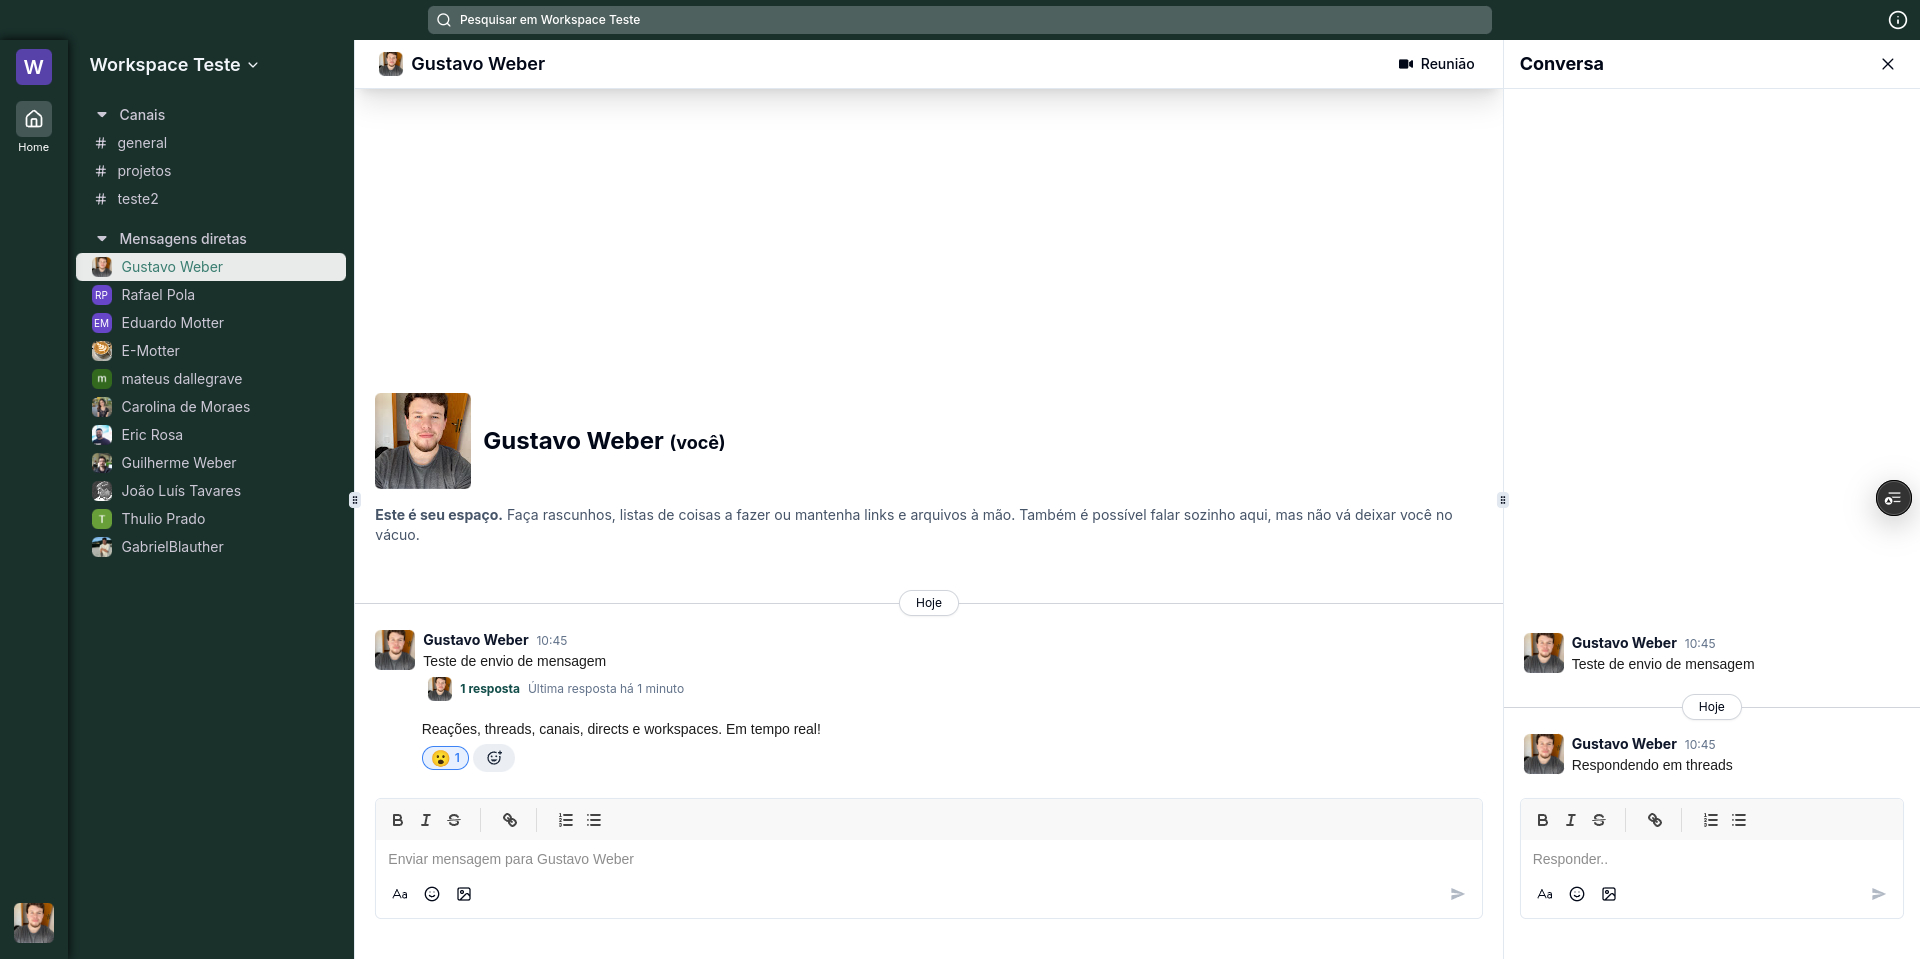 Pesquisar em Workspace Teste
W
Home
Workspace Teste
Canais
# general
# projetos
# teste2
Mensagens diretas
Gustavo Weber
RP Rafael Pola
EM Eduardo Motter
E-Motter
m mateus dallegrave
Carolina de Moraes
Eric Rosa
Guilherme Weber
João Luís Tavares
T Thulio Prado
GabrielBlauther
Gustavo Weber
Reunião
Gustavo Weber (você)
Este é seu espaço. Faça rascunhos, listas de coisas a fazer ou mantenha links e arquivos à mão. Também é possível falar sozinho aqui, mas não vá deixar você no
vácuo.
Hoje
Gustavo Weber 10:45
Teste de envio de mensagem
1 resposta Última resposta há 1 minuto
Reações, threads, canais, directs e workspaces. Em tempo real!
😮 1
B I S
Enviar mensagem para Gustavo Weber
Aa
Conversa
Gustavo Weber 10:45
Teste de envio de mensagem
Hoje
Gustavo Weber 10:45
Respondendo em threads
B I S
Responder..
Aa